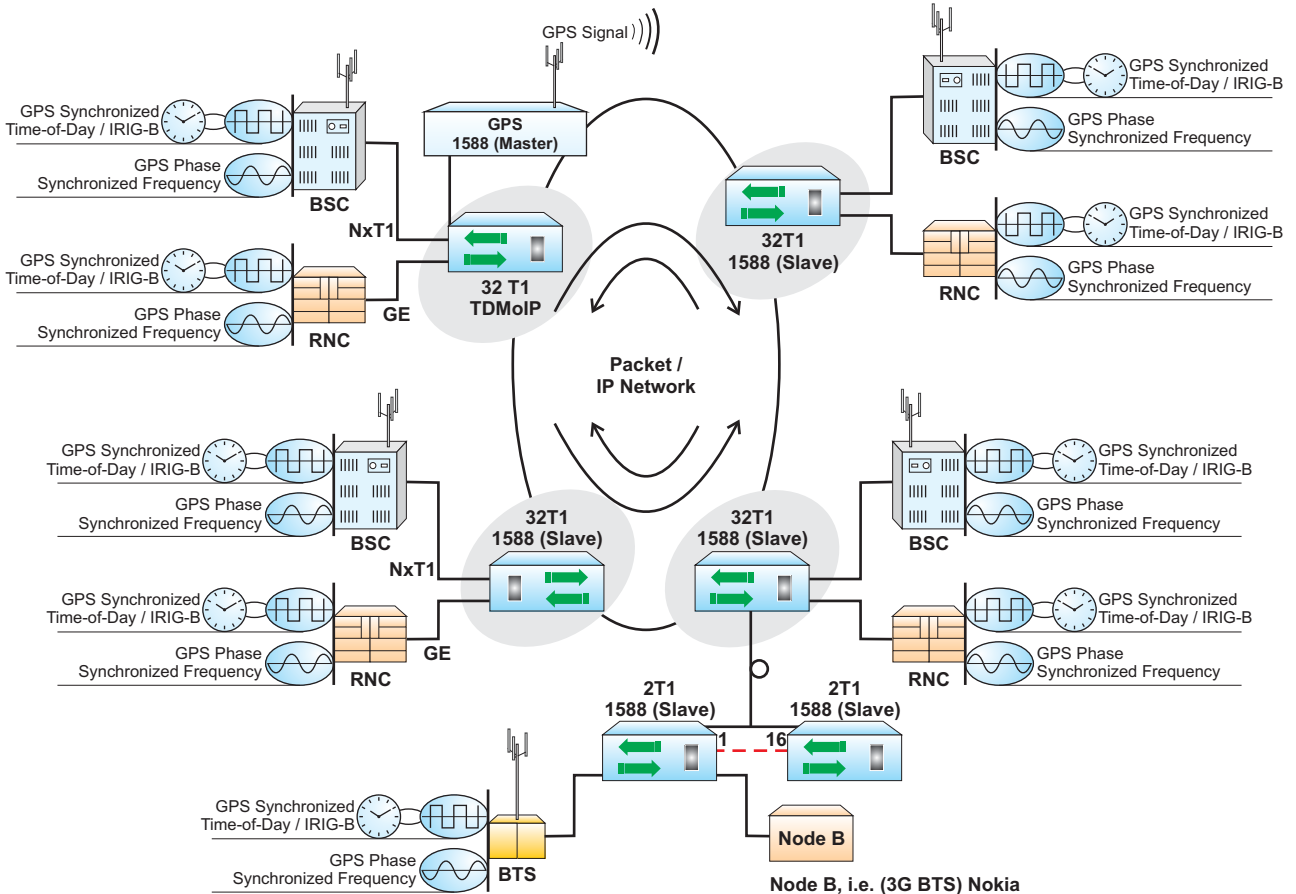 GPS Signal
GPS Synchronized
Time-of-Day / IRIG-B
GPS Phase
Synchronized Frequency
BSC
GPS
1588 (Master)
NxT1
GPS Synchronized
Time-of-Day / IRIG-B
GPS Phase
Synchronized Frequency
RNC
GE
32 T1
TDMoIP
GPS Synchronized
Time-of-Day / IRIG-B
GPS Phase
Synchronized Frequency
BSC
32T1
1588 (Slave)
GPS Synchronized
Time-of-Day / IRIG-B
GPS Phase
Synchronized Frequency
RNC
Packet /
IP Network
GPS Synchronized
Time-of-Day / IRIG-B
GPS Phase
Synchronized Frequency
BSC
NxT1
32T1
1588 (Slave)
GPS Synchronized
Time-of-Day / IRIG-B
GPS Phase
Synchronized Frequency
RNC
GE
32T1
1588 (Slave)
GPS Synchronized
Time-of-Day / IRIG-B
GPS Phase
Synchronized Frequency
BSC
GPS Synchronized
Time-of-Day / IRIG-B
GPS Phase
Synchronized Frequency
RNC
2T1
1588 (Slave)
1
16
2T1
1588 (Slave)
GPS Synchronized
Time-of-Day / IRIG-B
GPS Phase
Synchronized Frequency
BTS
Node B
Node B, i.e. (3G BTS) Nokia